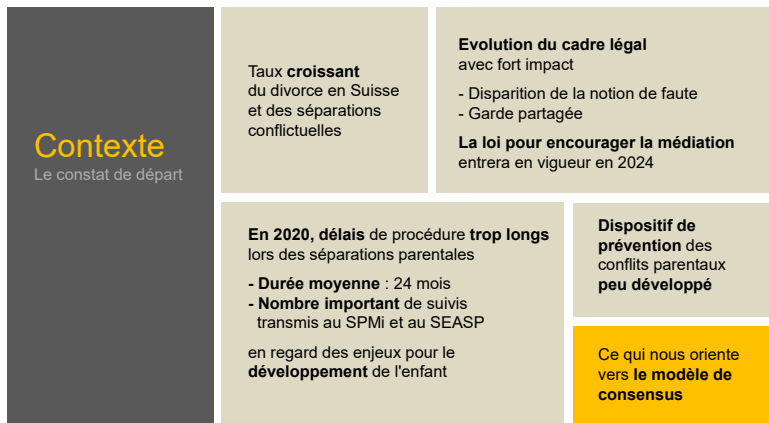 Contexte
Le constat de départ
Taux croissant
du divorce en Suisse
et des séparations
conflictuelles
Evolution du cadre légal
avec fort impact
- Disparition de la notion de faute
- Garde partagée
La loi pour encourager la médiation
entrera en vigueur en 2024
En 2020, délais de procédure trop longs
lors des séparations parentales
- Durée moyenne : 24 mois
- Nombre important de suivis
transmis au SPMi et au SEASP
en regard des enjeux pour le
développement de l'enfant
Dispositif de
prévention des
conflits parentaux
peu développé
Ce qui nous oriente
vers le modèle de
consensus